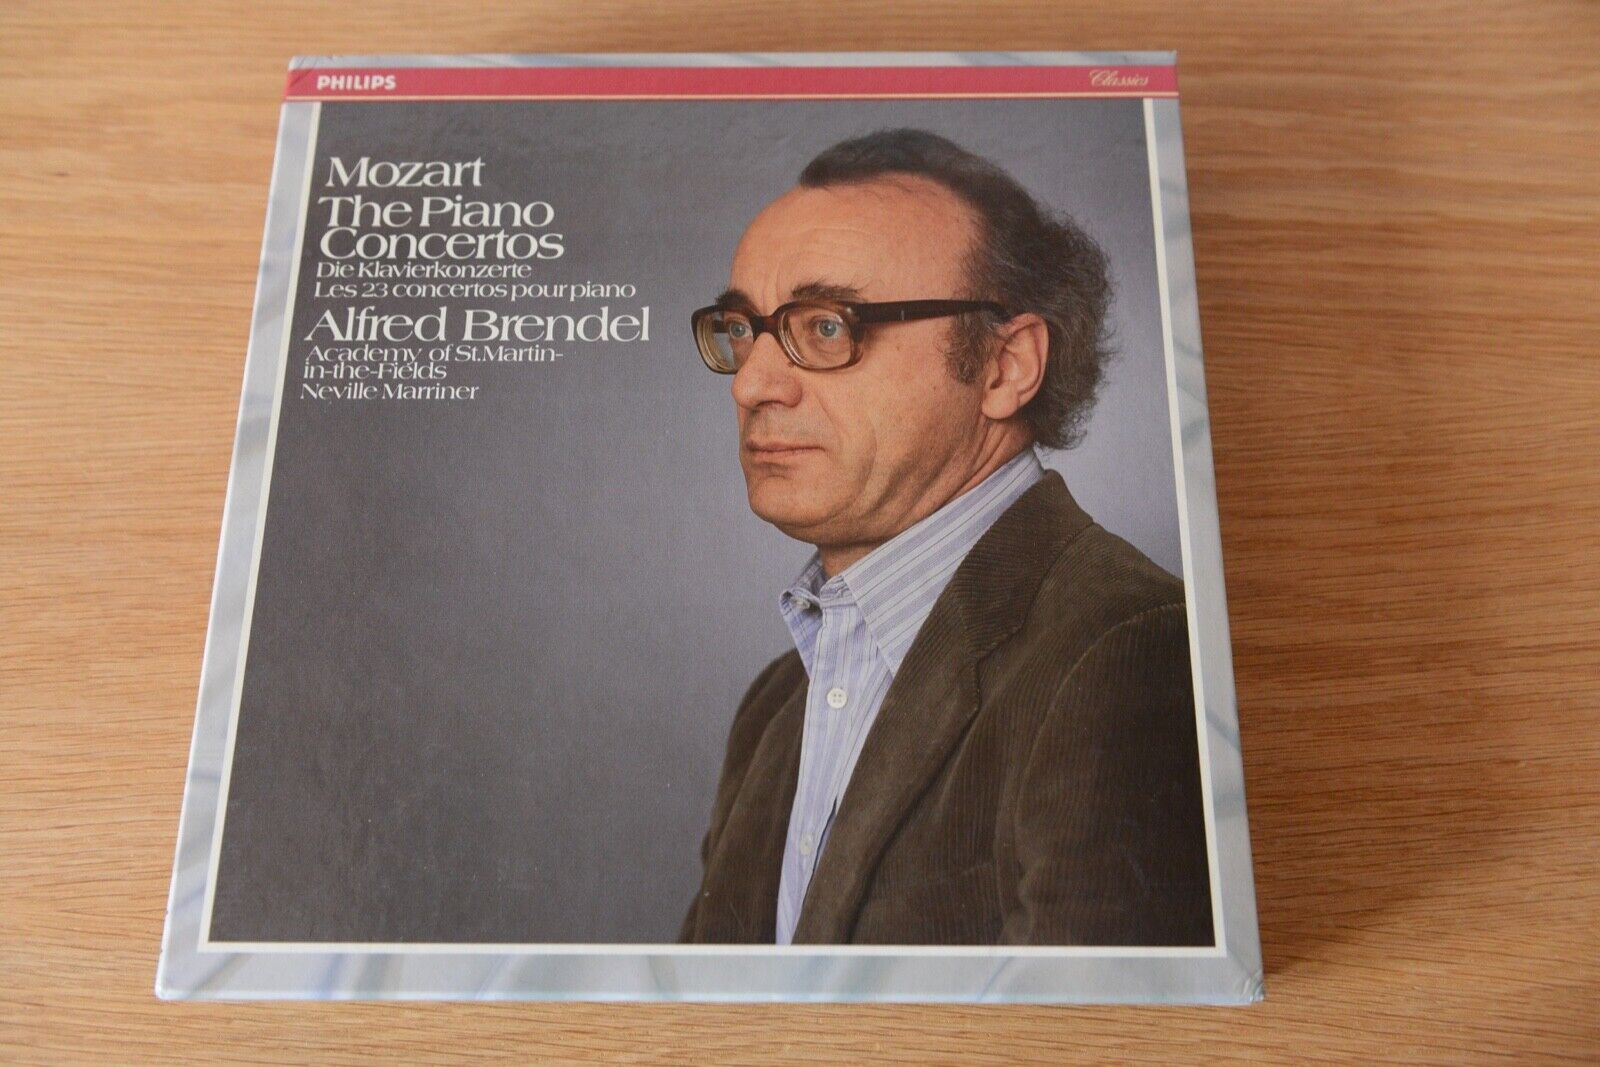 PHILIPS
Classics
Mozart
The Piano
Concertos
Die Klavierkonzerte
Les 23 concertos pour piano
Alfred Brendel
Academy of St. Martin-
in-the-Fields
Neville Marriner